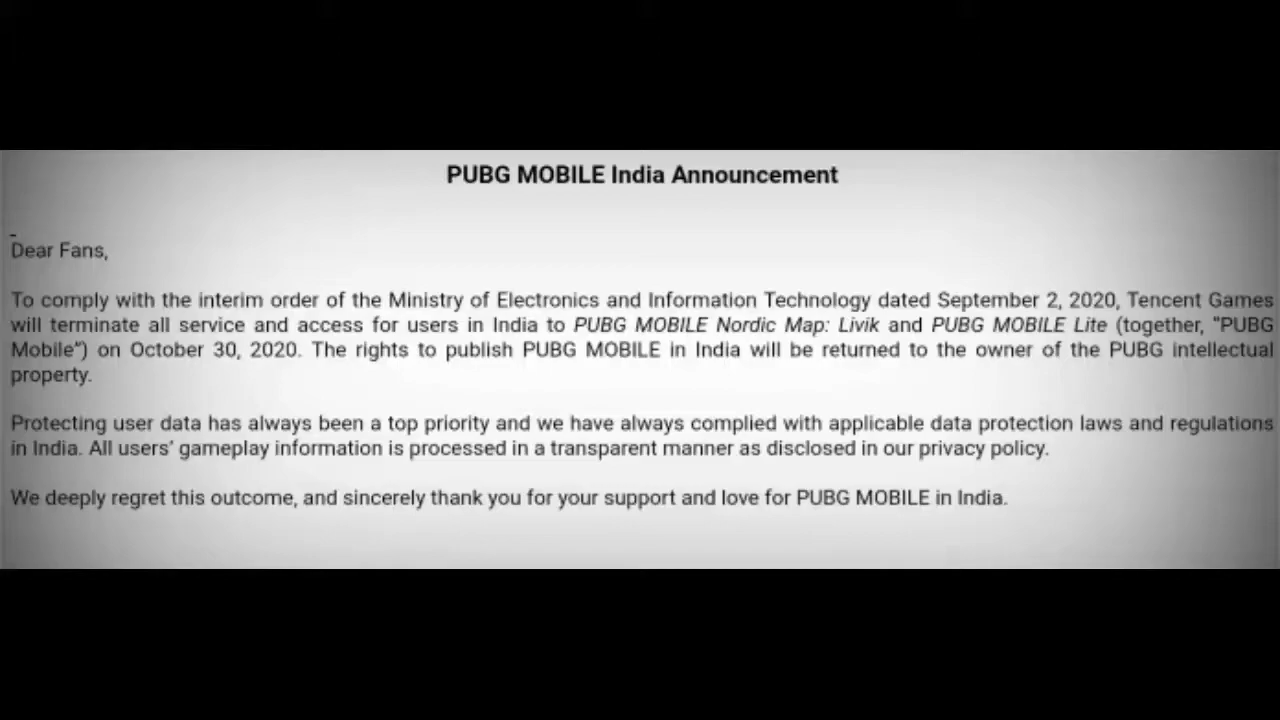 PUBG MOBILE India Announcement
Dear Fans,
To comply with the interim order of the Ministry of Electronics and Information Technology dated September 2, 2020, Tencent Games
will terminate all service and access for users in India to PUBG MOBILE Nordic Map: Livik and PUBG MOBILE Lite (together, “PUBG
Mobile”) on October 30, 2020. The rights to publish PUBG MOBILE in India will be returned to the owner of the PUBG intellectual
property.
Protecting user data has always been a top priority and we have always complied with applicable data protection laws and regulations
in India. All users’ gameplay information is processed in a transparent manner as disclosed in our privacy policy.
We deeply regret this outcome, and sincerely thank you for your support and love for PUBG MOBILE in India.